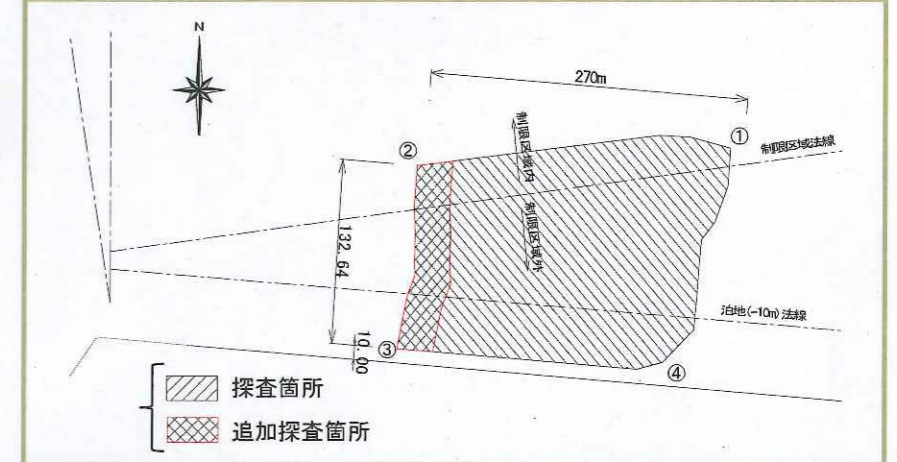 N
270m
①
②
制限区域法線
制限区域内
制限区域外
132.64
泊地(-10m)法線
10.00
③
④
探査箇所
追加探査箇所